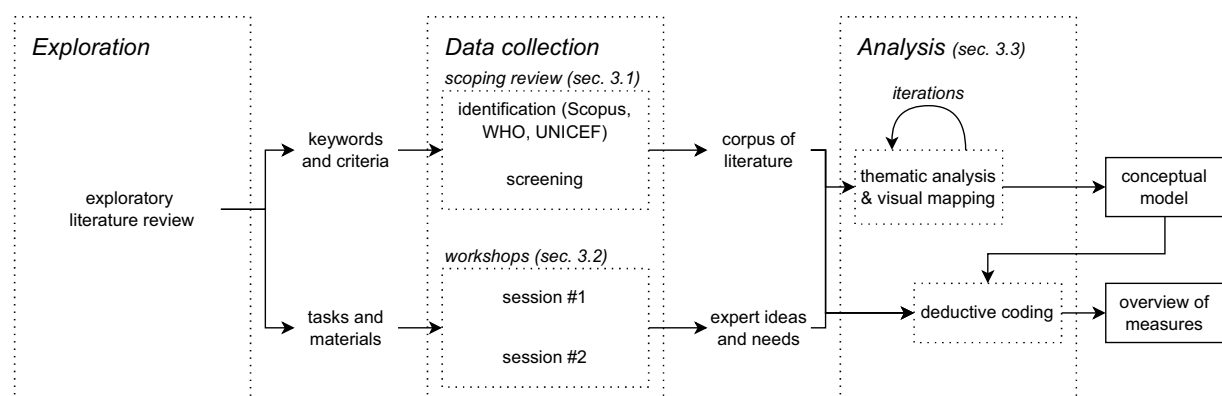 Exploration
exploratory
literature review
keywords
and criteria
tasks and
materials
Data collection
scoping review (sec. 3.1)
identification (Scopus,
WHO, UNICEF)
screening
workshops (sec. 3.2)
session #1
session #2
corpus of
literature
expert ideas
and needs
Analysis (sec. 3.3)
iterations
thematic analysis
& visual mapping
deductive coding
conceptual
model
overview of
measures